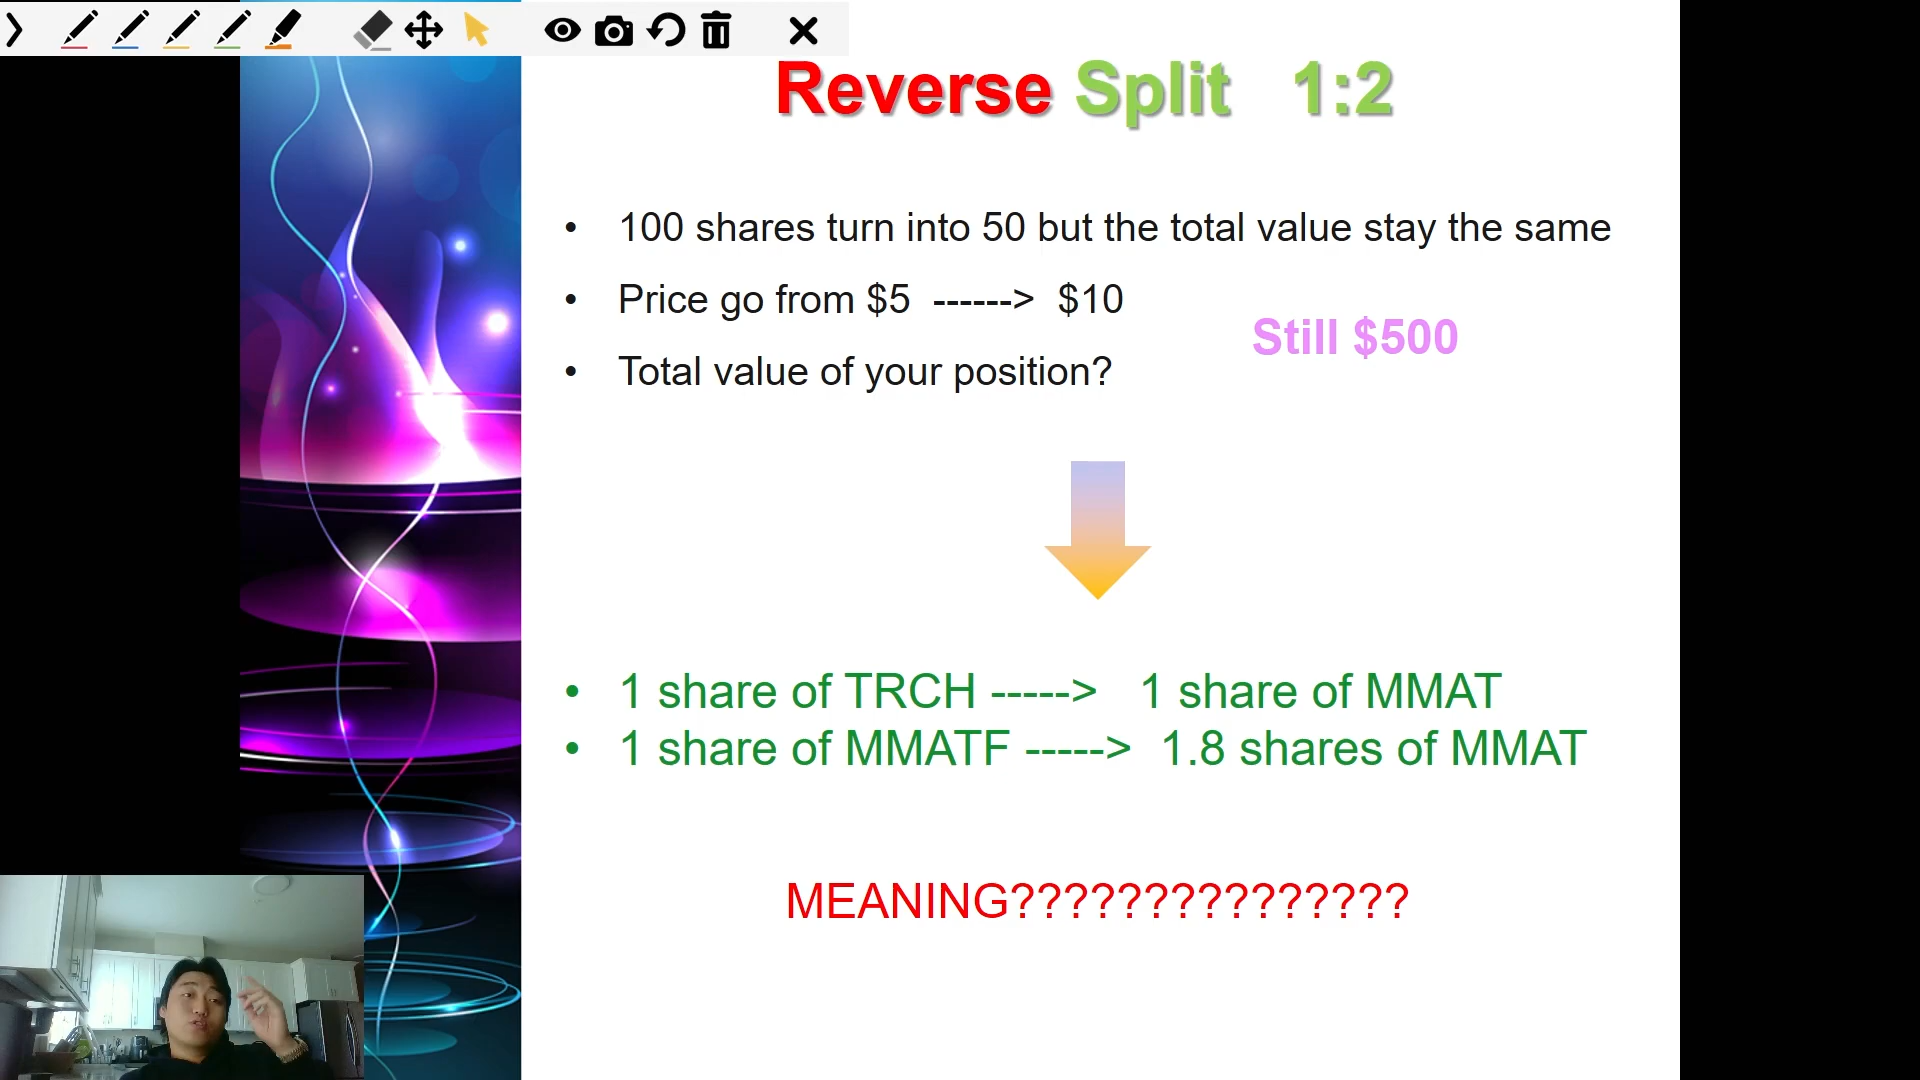 Reverse Split 1:2
• 100 shares turn into 50 but the total value stay the same
• Price go from $5 ------> $10
Still $500
• Total value of your position?
• 1 share of TRCH -----> 1 share of MMAT
• 1 share of MMATF -----> 1.8 shares of MMAT
MEANING???????????????